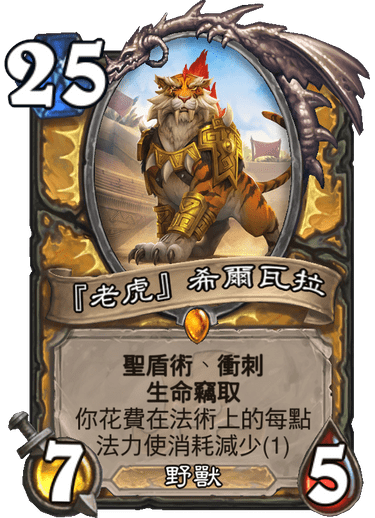 25
『老虎』希爾瓦拉
聖盾術、衝刺
生命竊取
你花費在法術上的每點
法力使消耗減少(1)
7
野獸
5